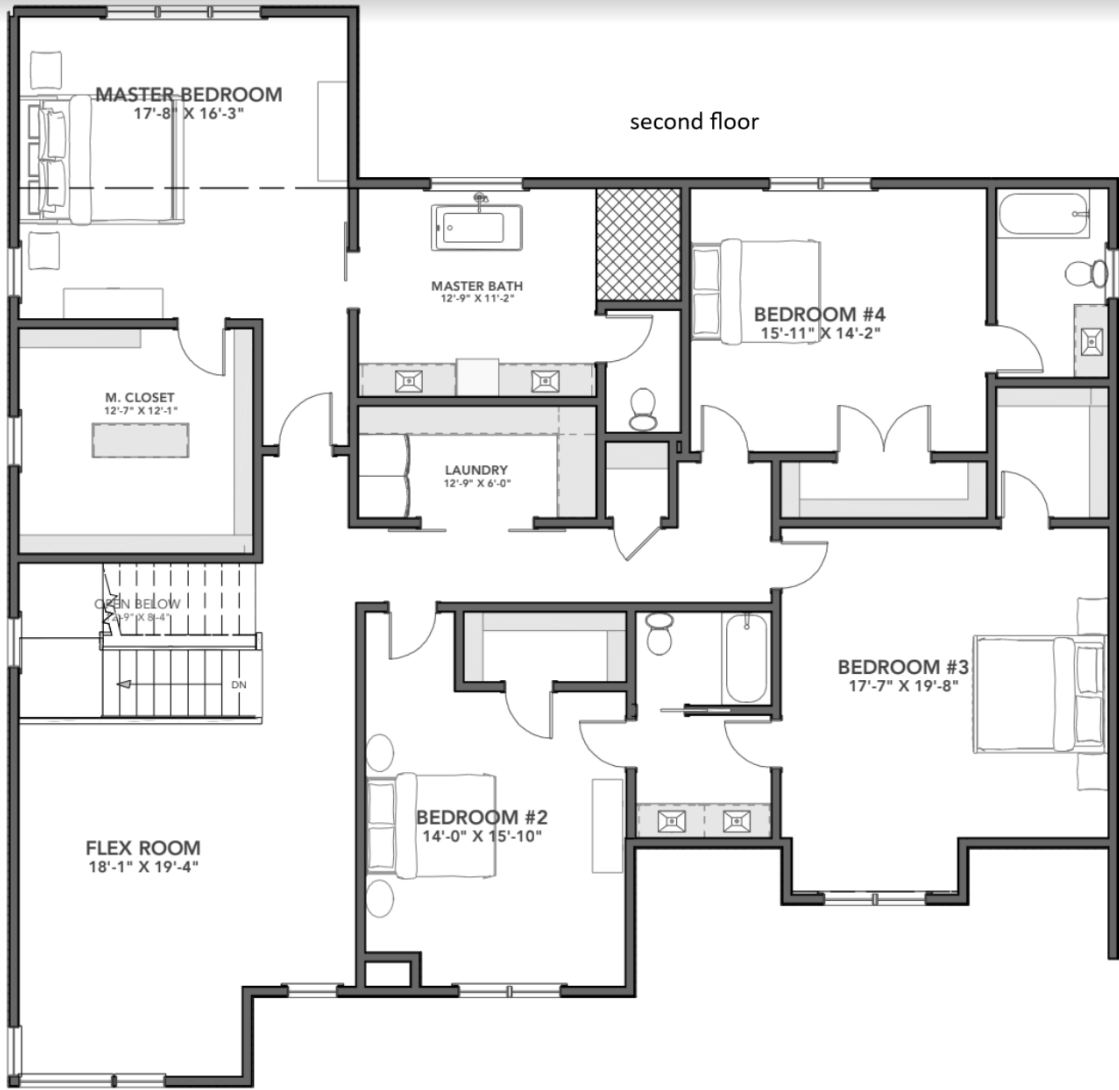 MASTER BEDROOM
17'-8" X 16'-3"
second floor
MASTER BATH
12'-9" X 11'-2"
BEDROOM #4
15'-11" X 14'-2"
M. CLOSET
12'-7" X 12'-1"
LAUNDRY
12'-9" X 6'-0"
OPEN BELOW
DN
BEDROOM #3
17'-7" X 19'-8"
BEDROOM #2
14'-0" X 15'-10"
FLEX ROOM
18'-1" X 19'-4"